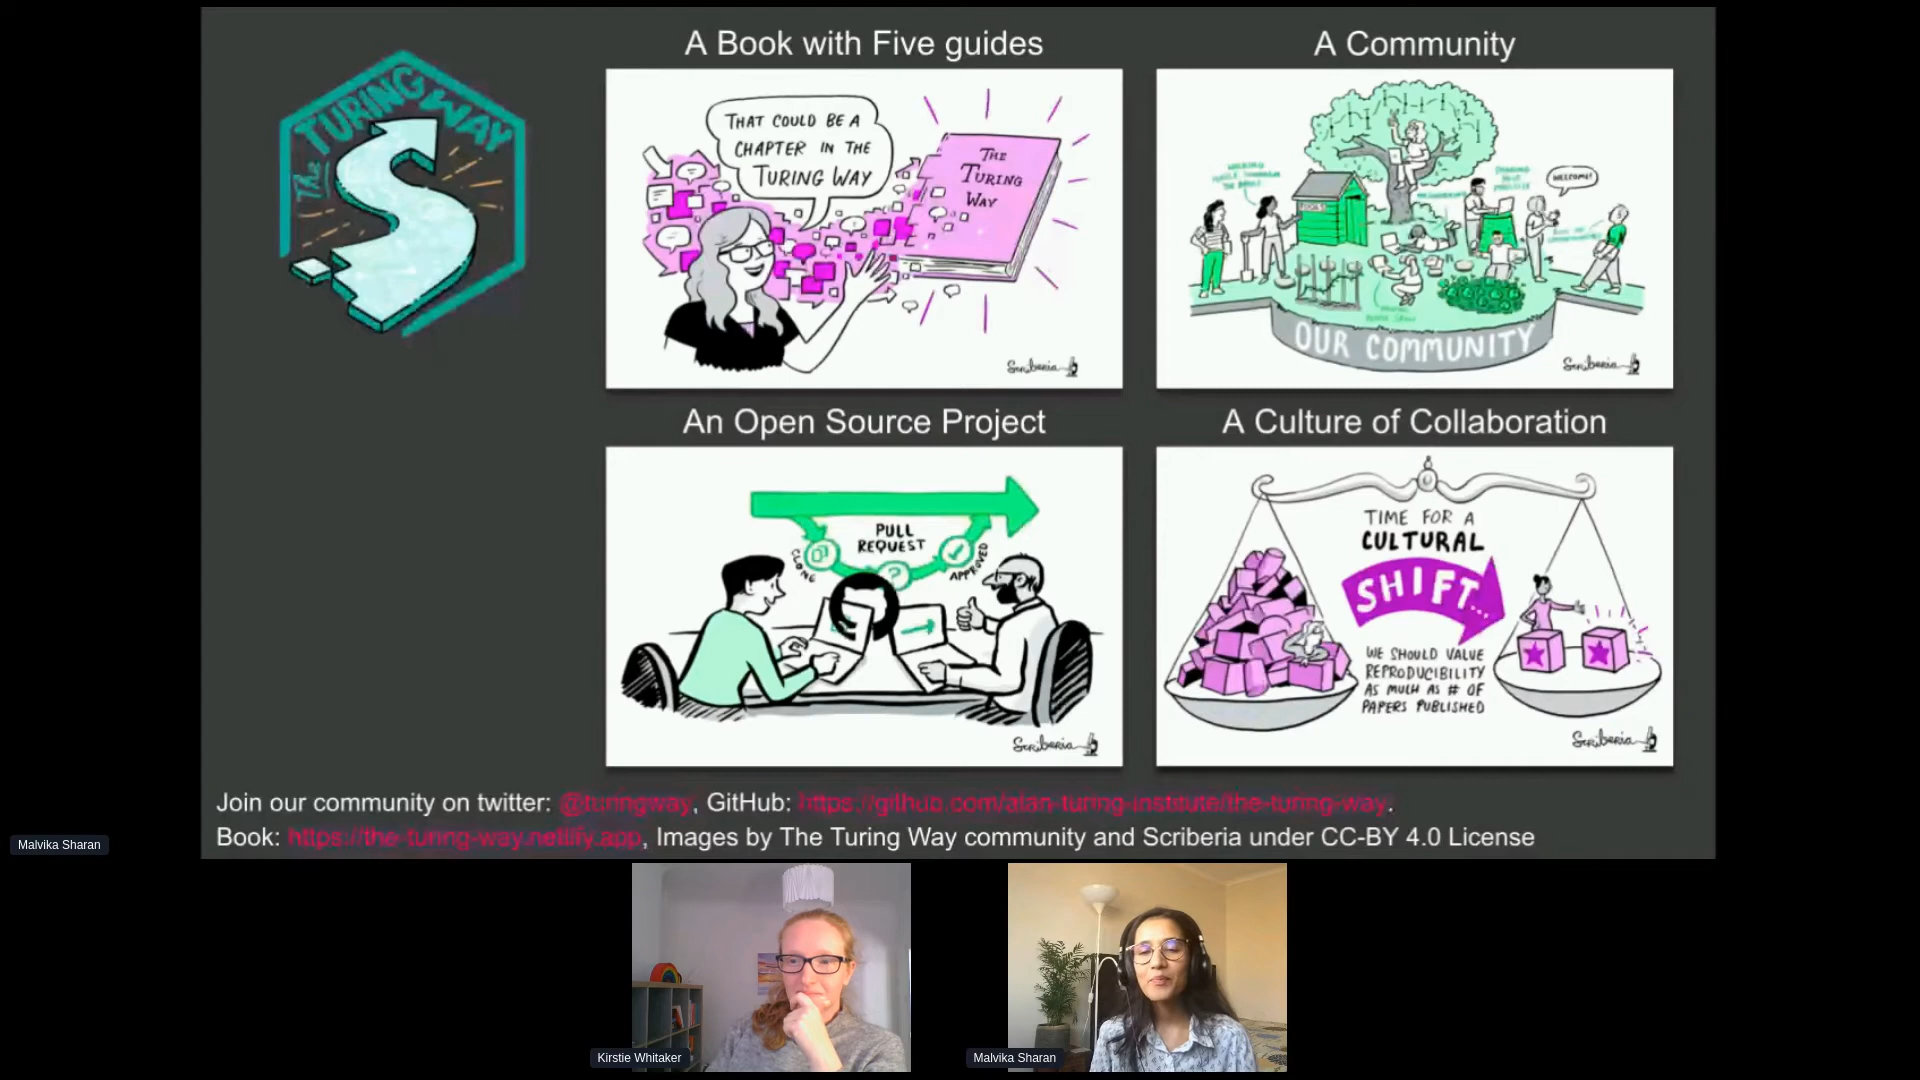 The TURING WAY
A Book with Five guides
THAT COULD BE A
CHAPTER IN THE
TURING WAY
THE
TURING
WAY
Scriberia
A Community
WELCOME!
OUR COMMUNITY
Scriberia
An Open Source Project
PULL
REQUEST
CLONE
APPROVED
Scriberia
A Culture of Collaboration
TIME FOR A
CULTURAL
SHIFT...
WE SHOULD VALUE
REPRODUCIBILITY
AS MUCH AS # OF
PAPERS PUBLISHED
Scriberia
Join our community on twitter: @turingway, GitHub: https://github.com/alan-turing-institute/the-turing-way.
Book: https://the-turing-way.netlify.app, Images by The Turing Way community and Scriberia under CC-BY 4.0 License
Malvika Sharan
Kirstie Whitaker
Malvika Sharan